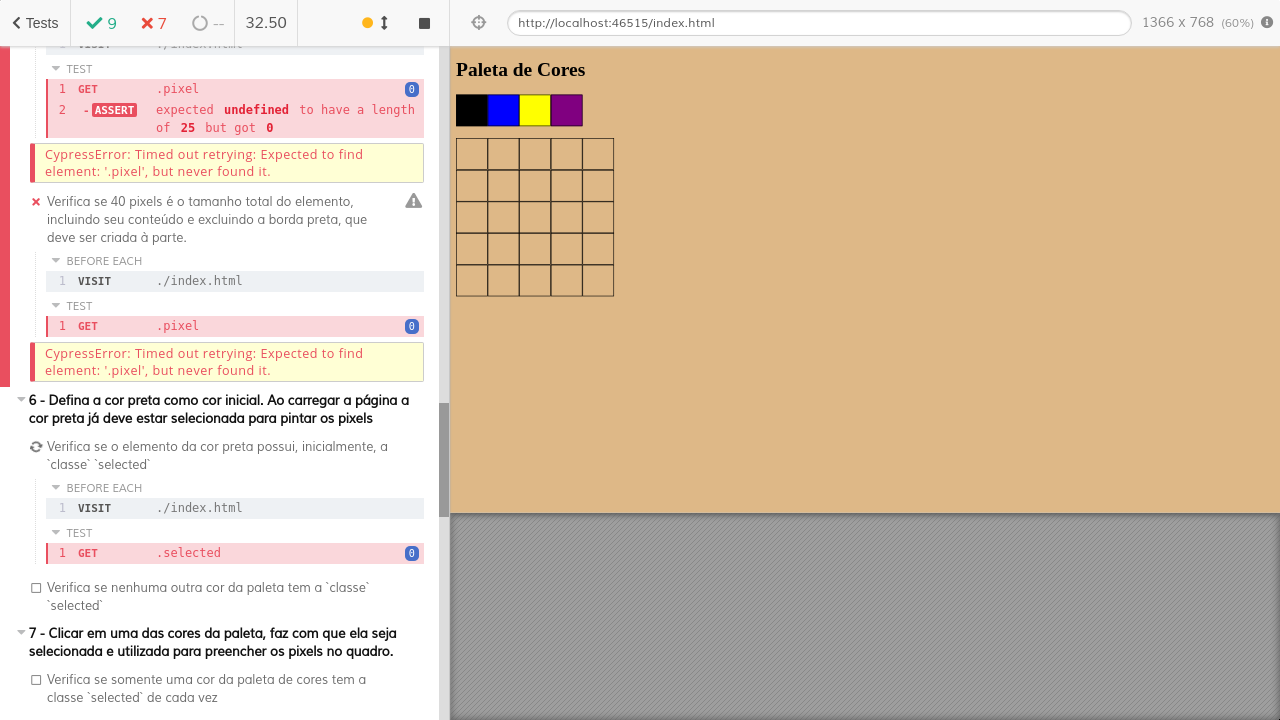 Tests
9
7
--
32.50
http://localhost:46515/index.html
1366 x 768 (60%)
1 VISIT ./index.html
TEST
1 GET .pixel 0
2 -ASSERT expected undefined to have a length
of 25 but got 0
CypressError: Timed out retrying: Expected to find
element: '.pixel', but never found it.
Verifica se 40 pixels é o tamanho total do elemento,
incluindo seu conteúdo e excluindo a borda preta, que
deve ser criada à parte.
BEFORE EACH
1 VISIT ./index.html
TEST
1 GET .pixel 0
CypressError: Timed out retrying: Expected to find
element: '.pixel', but never found it.
6 - Defina a cor preta como cor inicial. Ao carregar a página a
cor preta já deve estar selecionada para pintar os pixels
Verifica se o elemento da cor preta possui, inicialmente, a
`classe` `selected`
BEFORE EACH
1 VISIT ./index.html
TEST
1 GET .selected 0
Verifica se nenhuma outra cor da paleta tem a `classe`
`selected`
7 - Clicar em uma das cores da paleta, faz com que ela seja
selecionada e utilizada para preencher os pixels no quadro.
Verifica se somente uma cor da paleta de cores tem a
classe `selected` de cada vez
Paleta de Cores